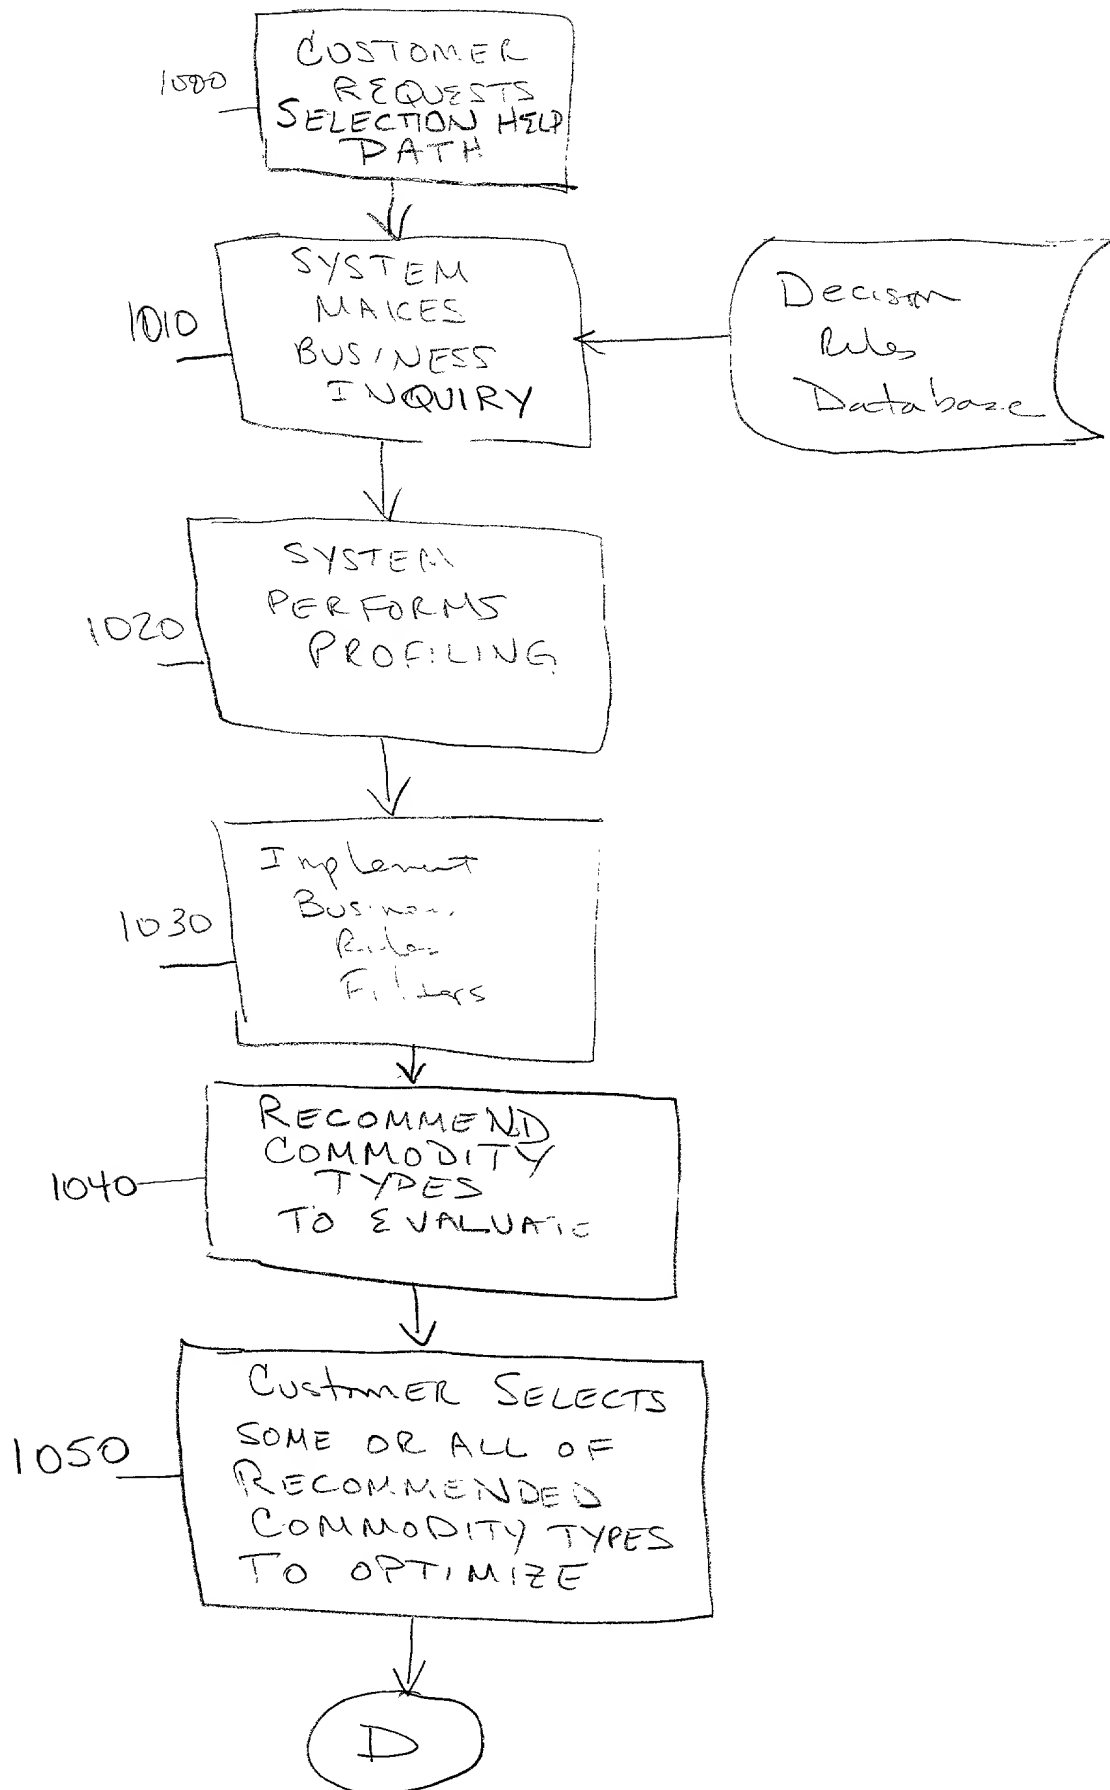 1000
CUSTOMER
REQUESTS
SELECTION HELP
PATH
1010
SYSTEM
MAKES
BUSINESS
INQUIRY
Decision
Rules
Database
1020
SYSTEM
PERFORMS
PROFILING
1030
Implement
Business
Rules
Filters
1040
RECOMMEND
COMMODITY
TYPES
TO EVALUATE
1050
CUSTOMER SELECTS
SOME OR ALL OF
RECOMMENDED
COMMODITY TYPES
TO OPTIMIZE
D